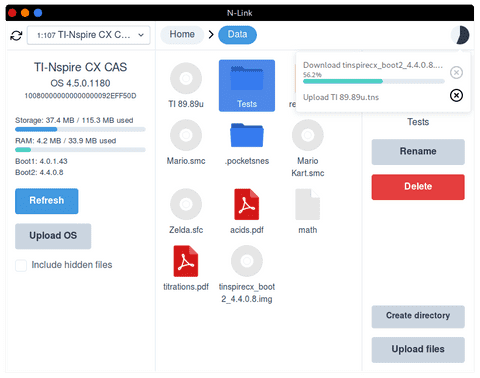 N-Link
1:107 TI-Nspire CX C...
Home
Data
TI-Nspire CX CAS
OS 4.5.0.1180
10080000000000000092EFF50D
Storage: 37.4 MB / 115.3 MB used
RAM: 4.2 MB / 33.9 MB used
Boot1: 4.0.1.43
Boot2: 4.4.0.8
Refresh
Upload OS
Include hidden files
TI 89.89u
Tests
re
Mario.smc
.pocketsnes
Mario
Kart.smc
Zelda.sfc
acids.pdf
math
titrations.pdf
tinspirecx_boot
2_4.4.0.8.img
Download tinspirecx_boot2_4.4.0.8....
56.2%
Upload TI 89.89u.tns
Tests
Rename
Delete
Create directory
Upload files